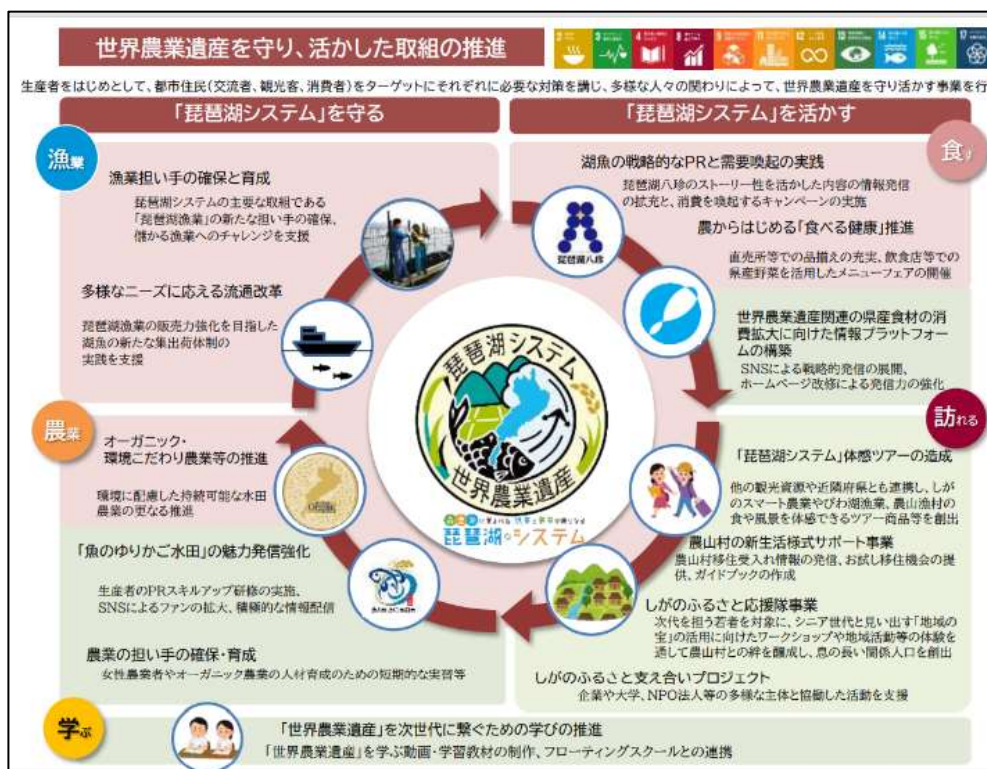 世界農業遺産を守り、活かした取組の推進
2
3
4
8
9
11
12
13
14
15
17
生産者をはじめとして、都市住民（交流者、観光客、消費者）をターゲットにそれぞれに必要な対策を講じ、多様な人々の関わりによって、世界農業遺産を守り活かす事業を行
「琵琶湖システム」を守る
漁業
漁業担い手の確保と育成
琵琶湖システムの主要な取組である
「琵琶湖漁業」の新たな担い手の確保、
儲かる漁業へのチャレンジを支援
多様なニーズに応える流通改革
琵琶湖漁業の販売力強化を目指した
湖魚の新たな集出荷体制の
実践を支援
農業
オーガニック・
環境こだわり農業等の推進
環境に配慮した持続可能な水田
農業の更なる推進
「魚のゆりかご水田」の魅力発信強化
生産者のPRスキルアップ研修の実施、
SNSによるファンの拡大、積極的な情報配信
農業の担い手の確保・育成
女性農業者やオーガニック農業の人材育成のための短期的な実習等
「琵琶湖システム」を活かす
食す
湖魚の戦略的なPRと需要喚起の実践
琵琶湖八珍のストーリー性を活かした内容の情報発信
の拡充と、消費を喚起するキャンペーンの実施
琵琶湖八珍
農からはじめる「食べる健康」推進
直売所等での品揃えの充実、飲食店等での
県産野菜を活用したメニューフェアの開催
世界農業遺産関連の県産食材の消
費拡大に向けた情報プラットフォー
ムの構築
SNSによる戦略的発信の展開、
ホームページ改修による発信力の強化
訪れる
「琵琶湖システム」体感ツアーの造成
他の観光資源や近隣府県とも連携し、しが
のスマート農業やびわ湖漁業、農山漁村の
食や風景を体感できるツアー商品等を創出
農山村の新生活様式サポート事業
農山村移住受入れ情報の発信、お試し移住機会の提
供、ガイドブックの作成
しがのふるさと応援隊事業
次代を担う若者を対象に、シニア世代と見い出す「地域の
宝」の活用に向けたワークショップや地域活動等の体験を
通して農山村との絆を醸成し、息の長い関係人口を創出
しがのふるさと支え合いプロジェクト
企業や大学、NPO法人等の多様な主体と協働した活動を支援
琵琶湖システム
世界農業遺産
琵琶湖のシステム
学ぶ
「世界農業遺産」を次世代に繋ぐための学びの推進
「世界農業遺産」を学ぶ動画・学習教材の制作、フローティングスクールとの連携